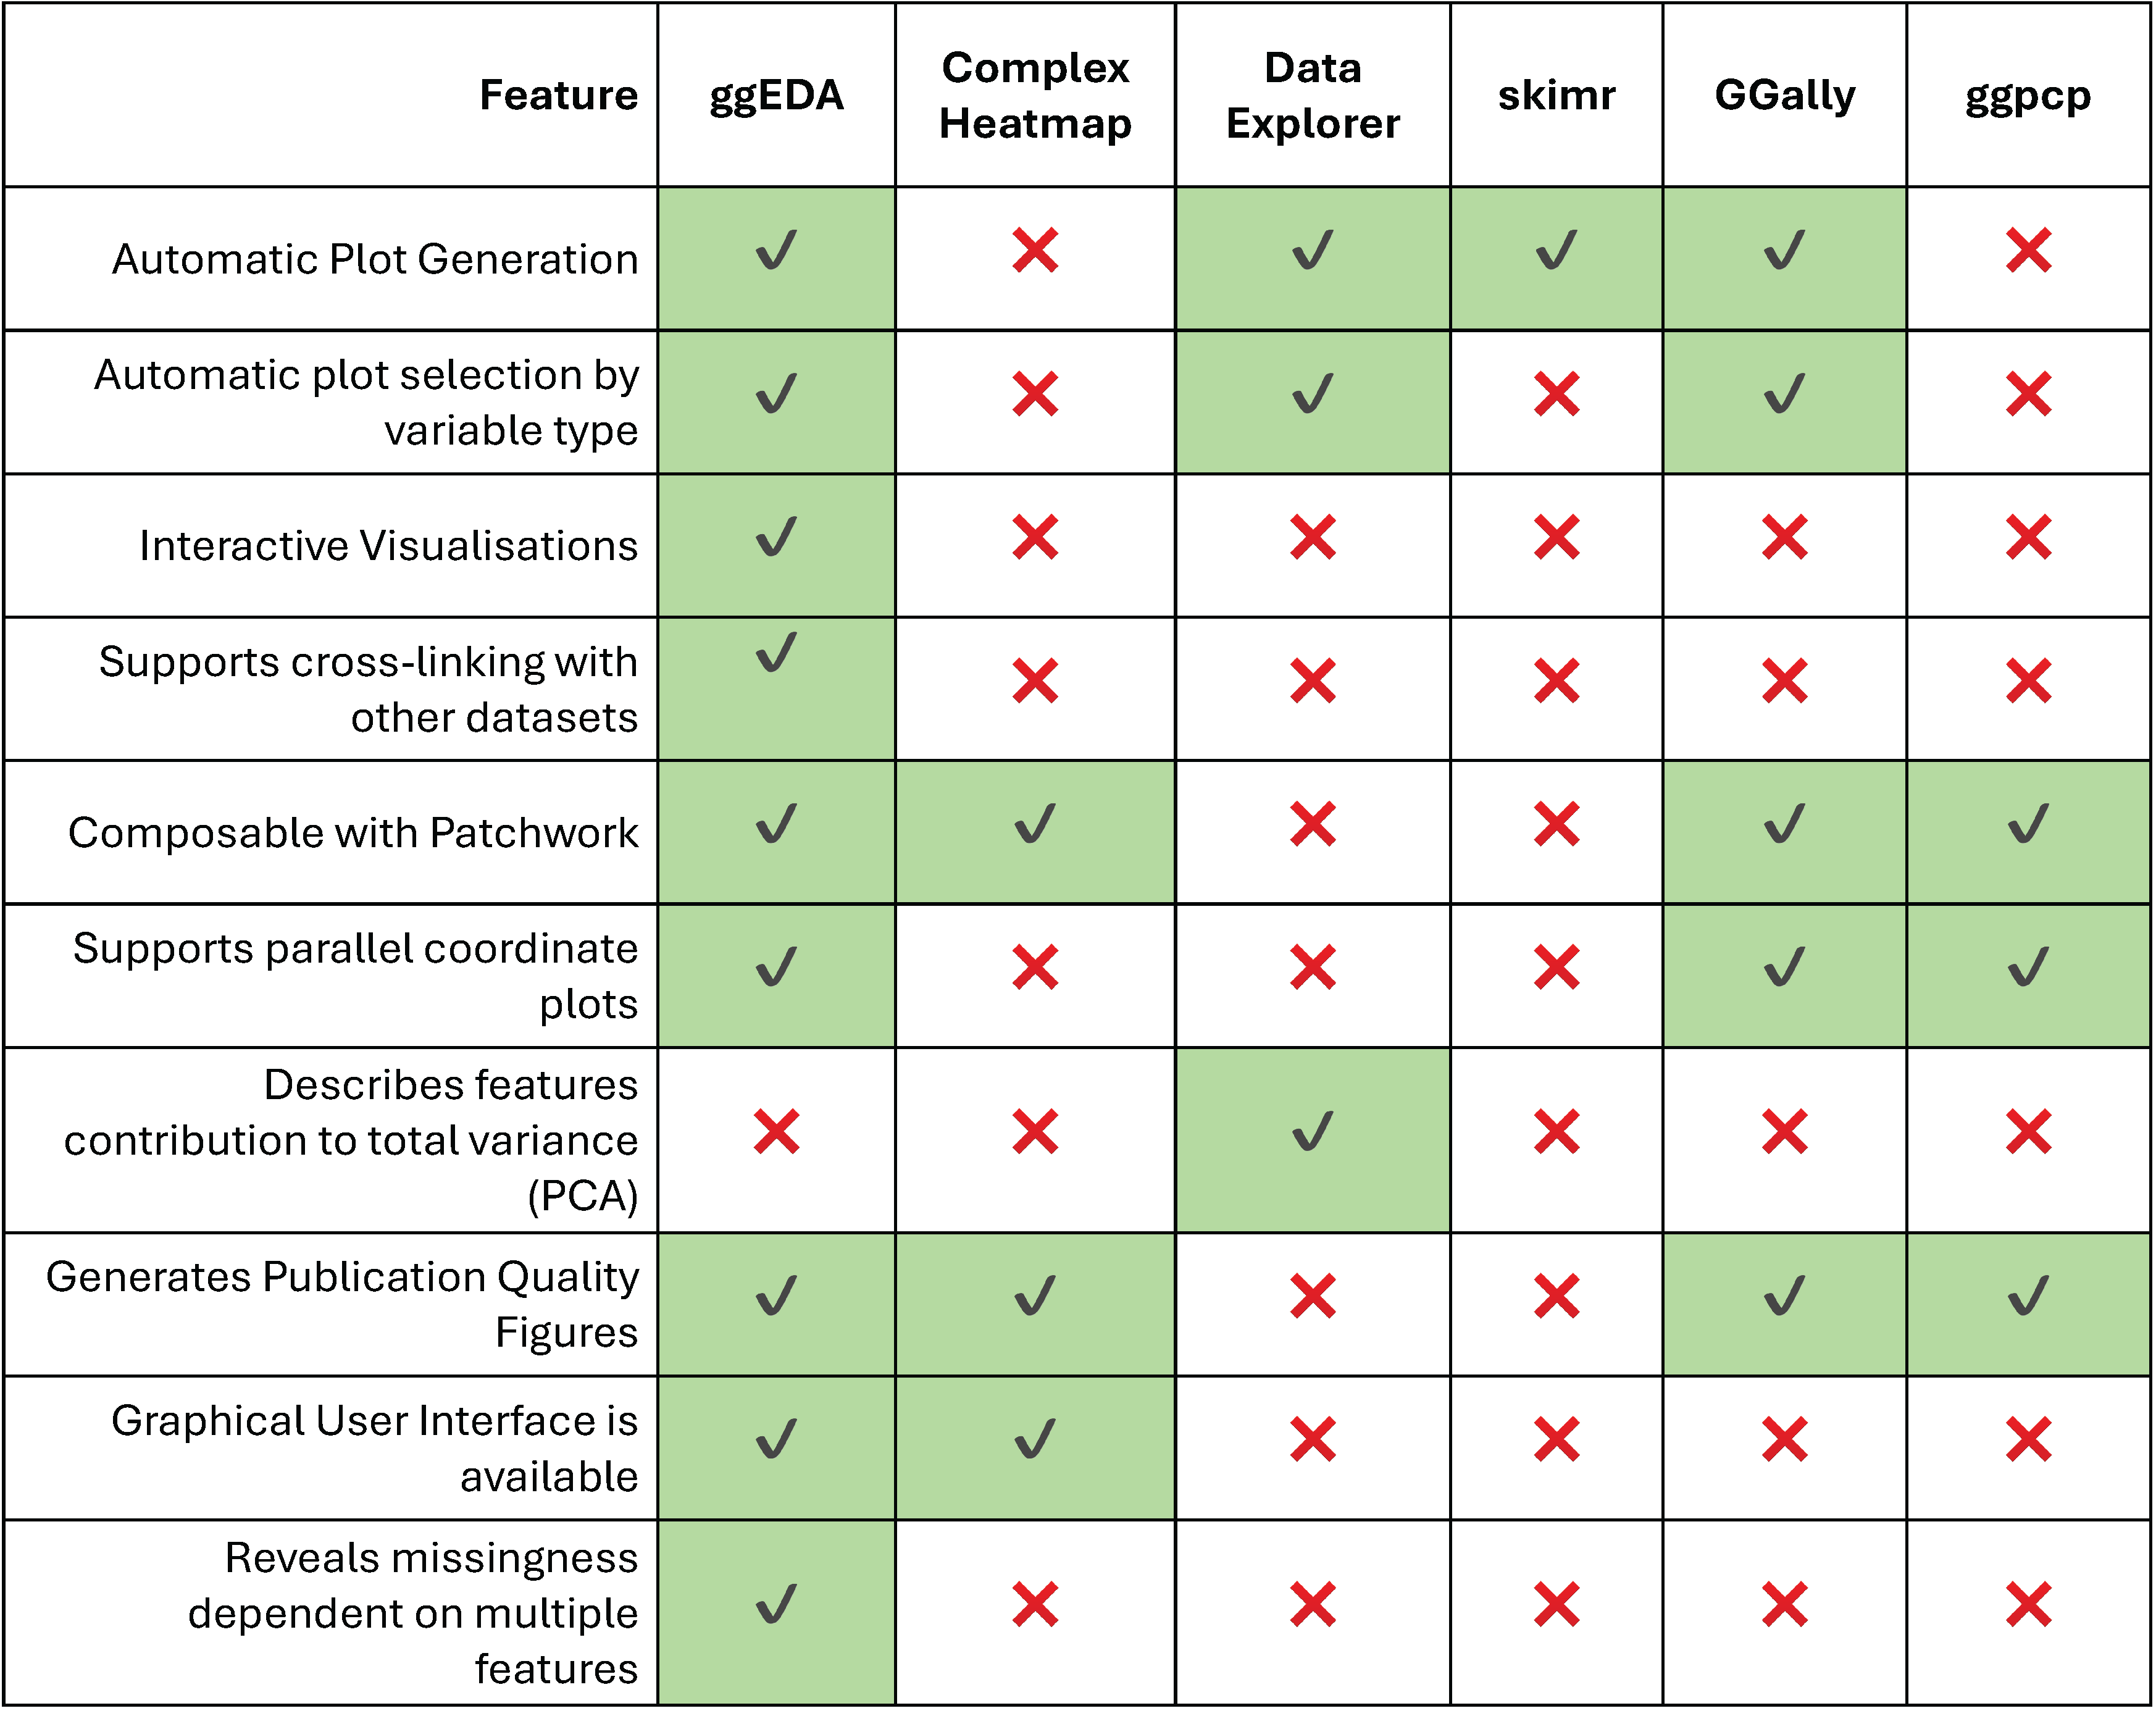 Feature ggEDA Complex Heatmap Data Explorer skimr GGally ggpcp
Automatic Plot Generation ✓ ✕ ✓ ✓ ✓ ✕
Automatic plot selection by
variable type ✓ ✕ ✓ ✕ ✓ ✕
Interactive Visualisations ✓ ✕ ✕ ✕ ✕ ✕
Supports cross-linking with
other datasets ✓ ✕ ✕ ✕ ✕ ✕
Composable with Patchwork ✓ ✓ ✕ ✕ ✓ ✓
Supports parallel coordinate
plots ✓ ✕ ✕ ✕ ✓ ✓
Describes features
contribution to total variance
(PCA) ✕ ✕ ✓ ✕ ✕ ✕
Generates Publication Quality
Figures ✓ ✓ ✕ ✕ ✓ ✓
Graphical User Interface is
available ✓ ✓ ✕ ✕ ✕ ✕
Reveals missingness
dependent on multiple
features ✓ ✕ ✕ ✕ ✕ ✕